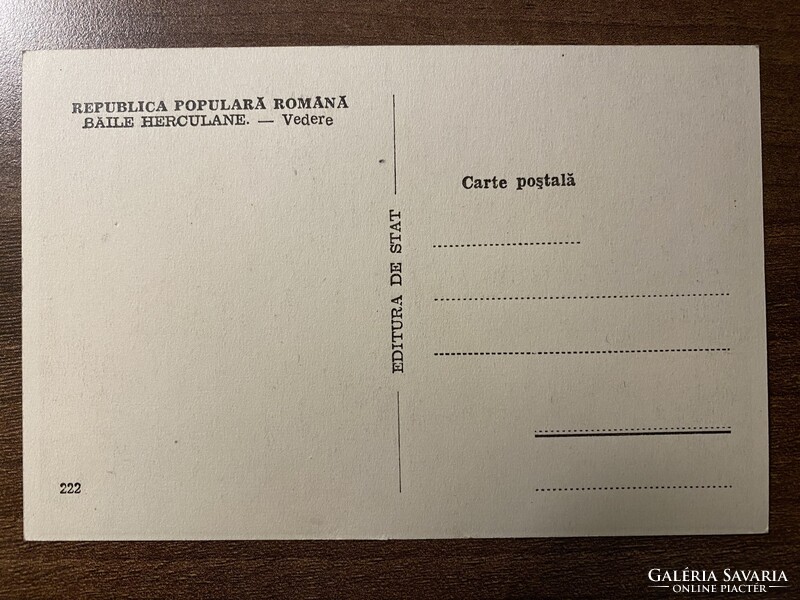 REPUBLICA POPULARĂ ROMÂNĂ
BĂILE HERCULANE. — Vedere
EDITURA DE STAT
Carte poştală
222
GALÉRIA SAVARIA
ONLINE PIACTÉR